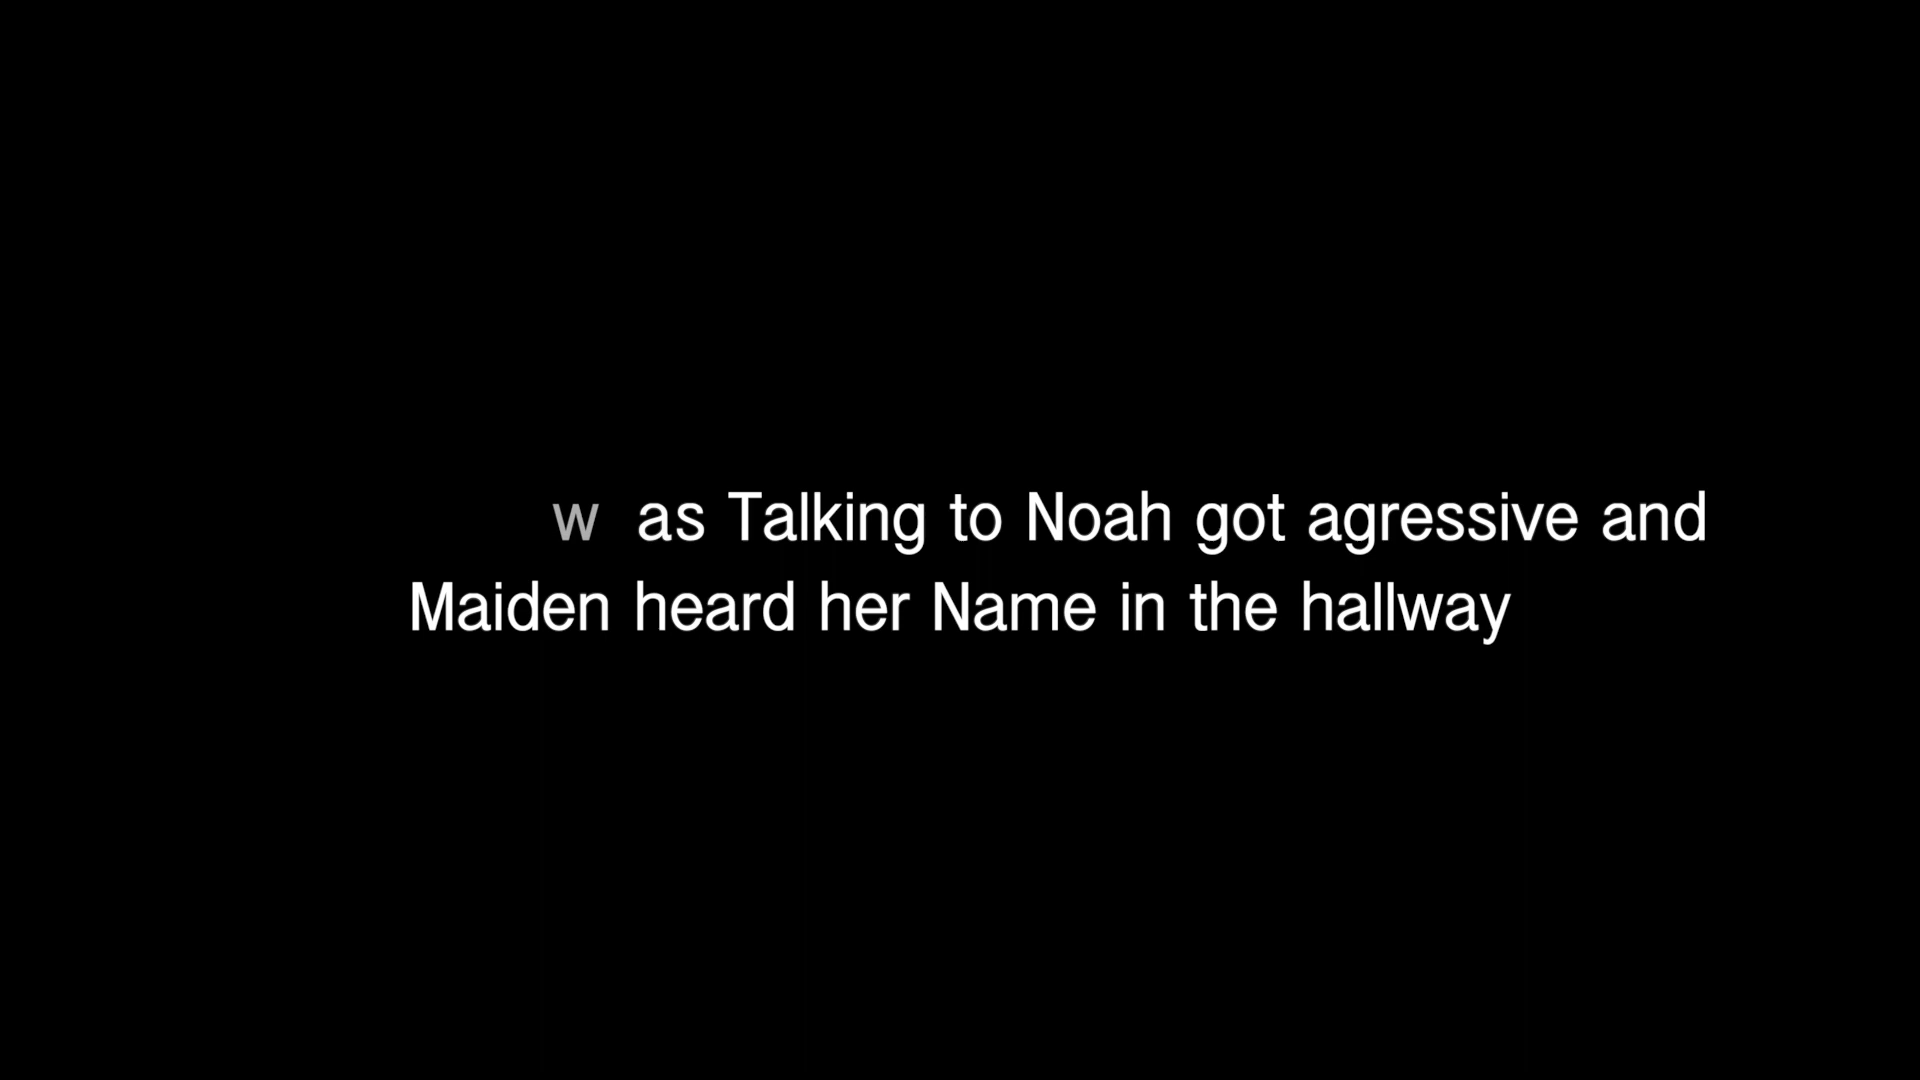 w as Talking to Noah got agressive and
Maiden heard her Name in the hallway